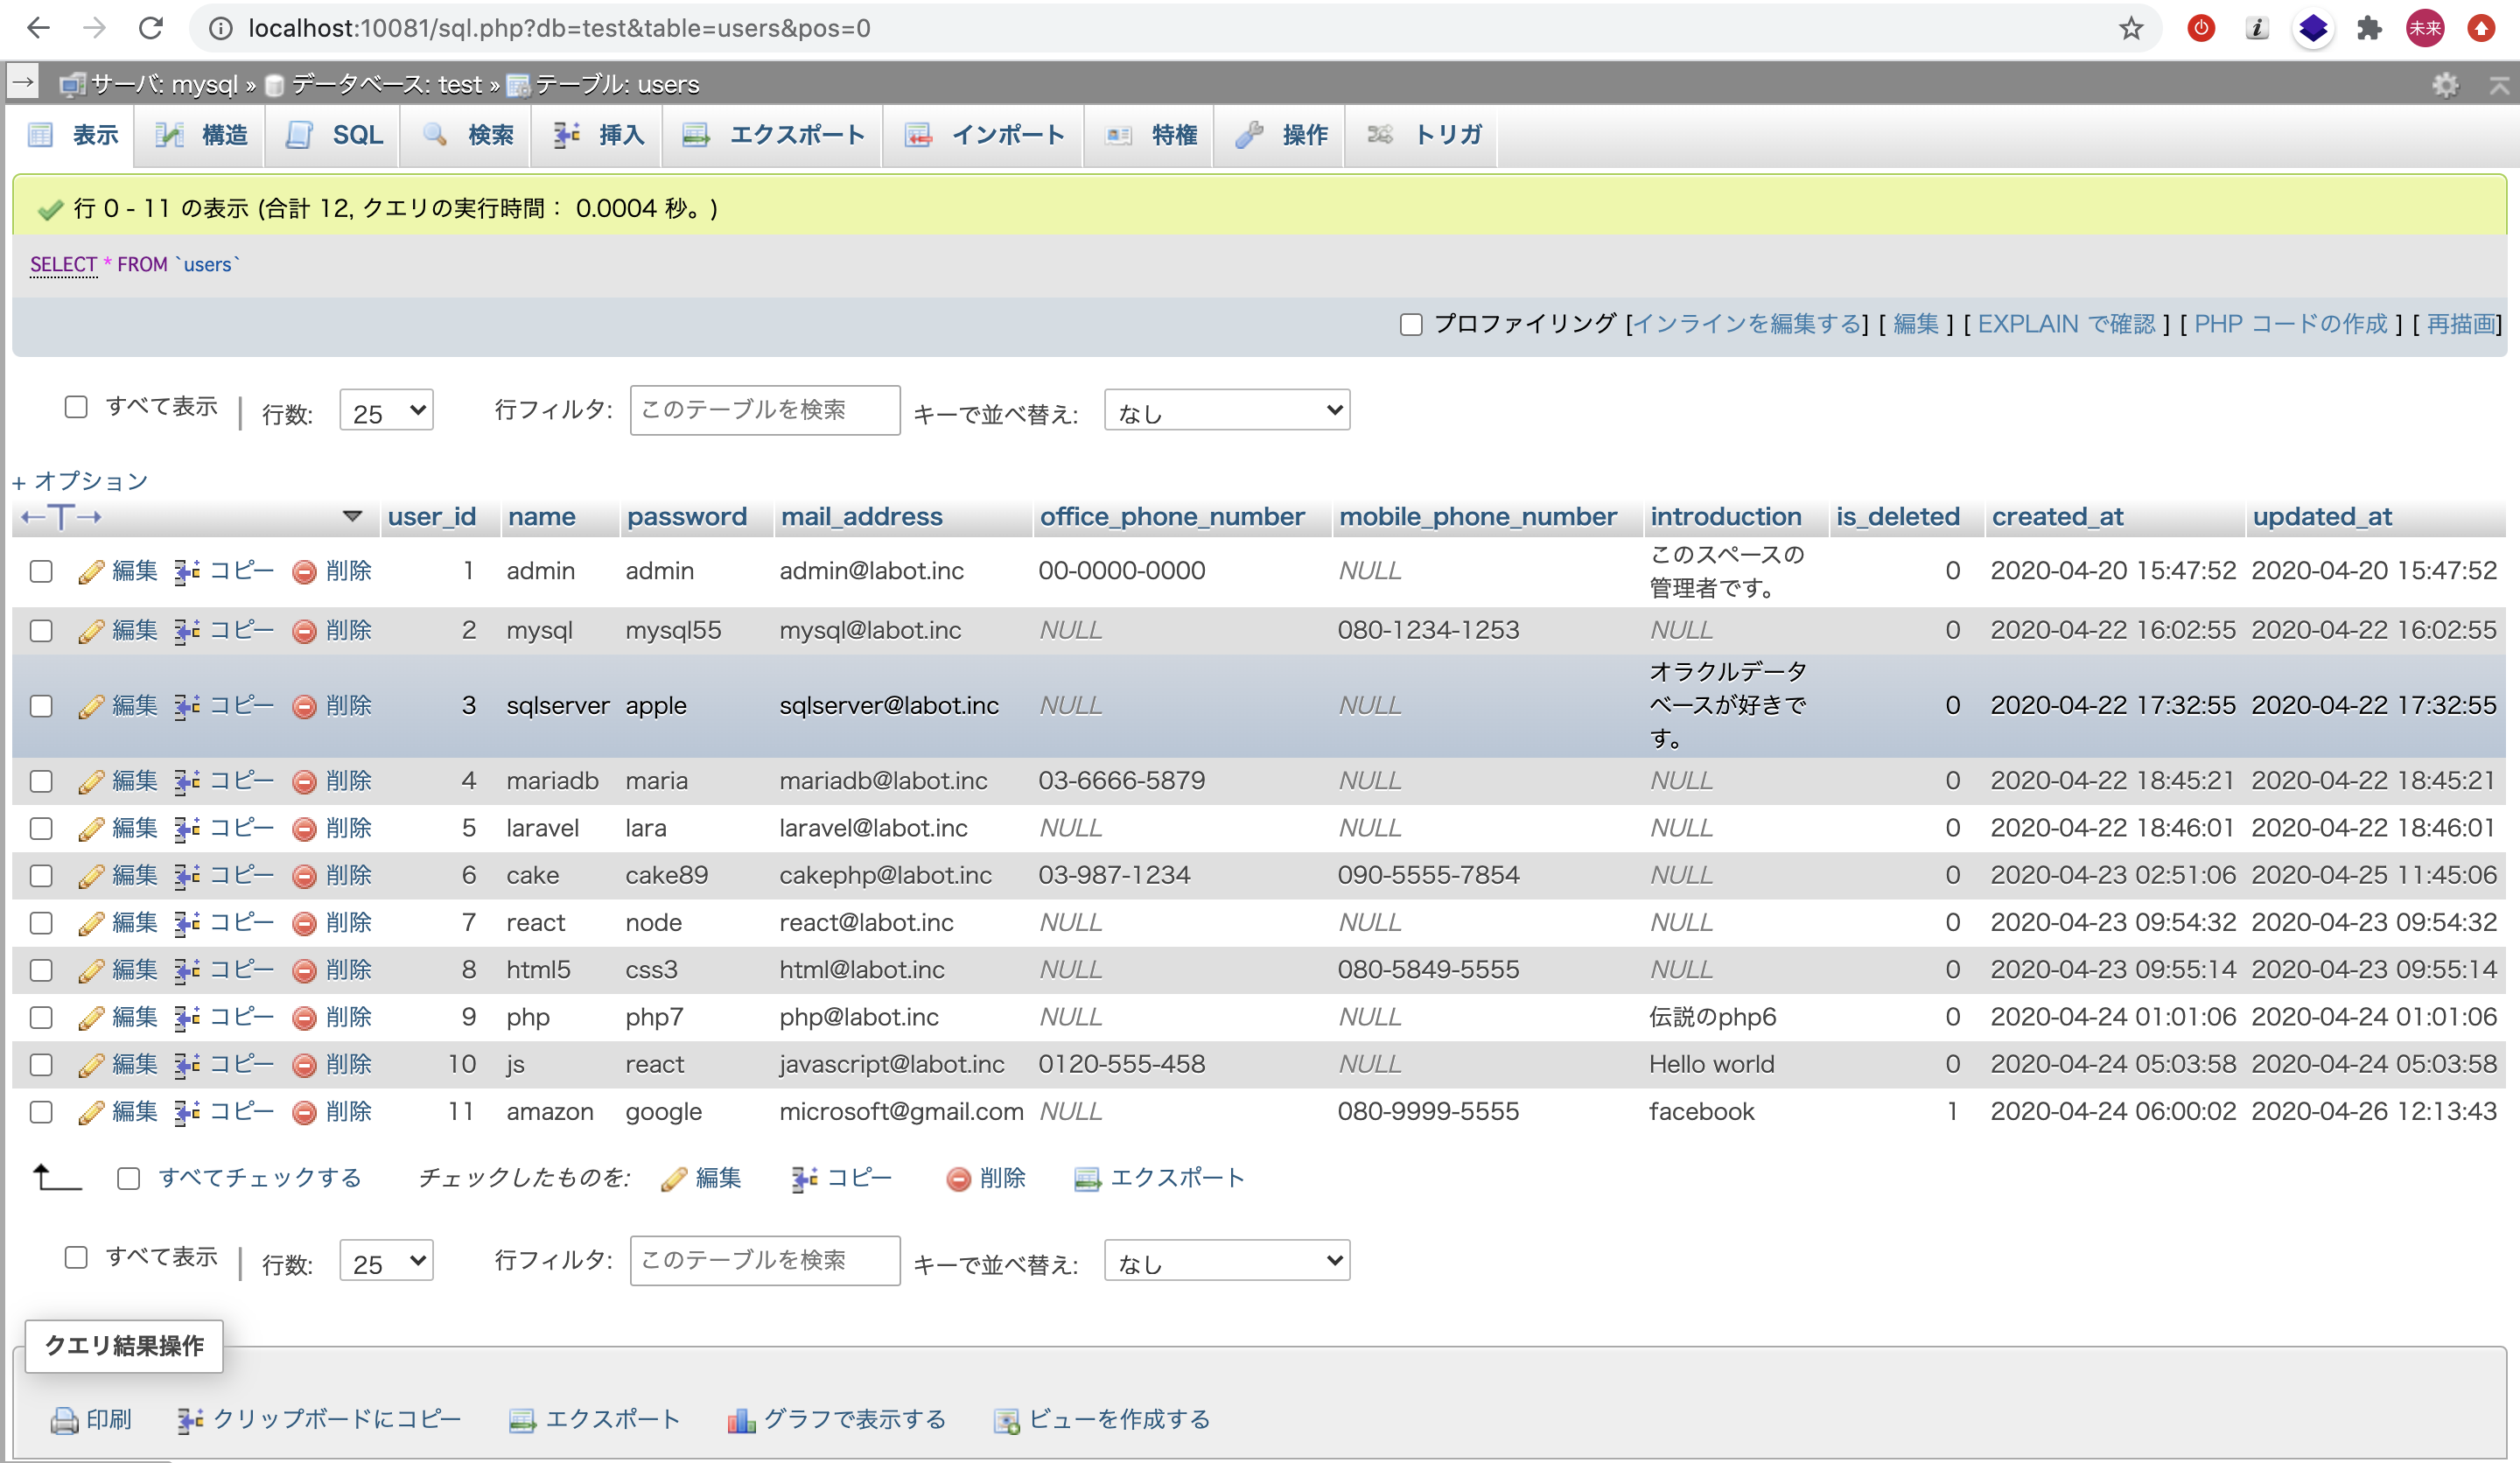 localhost:10081/sql.php?db=test&table=users&pos=0
未来
サーバ: mysql » データベース: test » テーブル: users
表示 構造 SQL 検索 挿入 エクスポート インポート 特権 操作 トリガ
行 0 - 11 の表示 (合計 12, クエリの実行時間： 0.0004 秒。)
SELECT * FROM `users`
プロファイリング [インラインを編集する] [ 編集 ] [ EXPLAIN で確認 ] [ PHP コードの作成 ] [ 再描画]
すべて表示 | 行数: 25 行フィルタ: このテーブルを検索 キーで並べ替え: なし
+ オプション
←T→ user_id name password mail_address office_phone_number mobile_phone_number introduction is_deleted created_at updated_at
編集 コピー 削除 1 admin admin admin@labot.inc 00-0000-0000 NULL このスペースの管理者です。 0 2020-04-20 15:47:52 2020-04-20 15:47:52
編集 コピー 削除 2 mysql mysql55 mysql@labot.inc NULL 080-1234-1253 NULL 0 2020-04-22 16:02:55 2020-04-22 16:02:55
編集 コピー 削除 3 sqlserver apple sqlserver@labot.inc NULL NULL オラクルデータベースが好きです。 0 2020-04-22 17:32:55 2020-04-22 17:32:55
編集 コピー 削除 4 mariadb maria mariadb@labot.inc 03-6666-5879 NULL NULL 0 2020-04-22 18:45:21 2020-04-22 18:45:21
編集 コピー 削除 5 laravel lara laravel@labot.inc NULL NULL NULL 0 2020-04-22 18:46:01 2020-04-22 18:46:01
編集 コピー 削除 6 cake cake89 cakephp@labot.inc 03-987-1234 090-5555-7854 NULL 0 2020-04-23 02:51:06 2020-04-25 11:45:06
編集 コピー 削除 7 react node react@labot.inc NULL NULL NULL 0 2020-04-23 09:54:32 2020-04-23 09:54:32
編集 コピー 削除 8 html5 css3 html@labot.inc NULL 080-5849-5555 NULL 0 2020-04-23 09:55:14 2020-04-23 09:55:14
編集 コピー 削除 9 php php7 php@labot.inc NULL NULL 伝説のphp6 0 2020-04-24 01:01:06 2020-04-24 01:01:06
編集 コピー 削除 10 js react javascript@labot.inc 0120-555-458 NULL Hello world 0 2020-04-24 05:03:58 2020-04-24 05:03:58
編集 コピー 削除 11 amazon google microsoft@gmail.com NULL 080-9999-5555 facebook 1 2020-04-24 06:00:02 2020-04-26 12:13:43
すべてチェックする チェックしたものを: 編集 コピー 削除 エクスポート
すべて表示 | 行数: 25 行フィルタ: このテーブルを検索 キーで並べ替え: なし
クエリ結果操作
印刷 クリップボードにコピー エクスポート グラフで表示する ビューを作成する